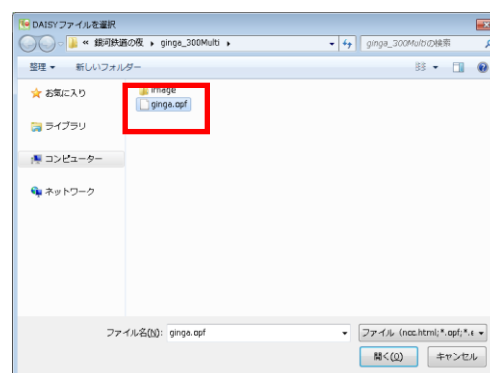 DAISYファイルを選択
« 銀河鉄道の夜 ▸ ginga_300Multi ▸
ginga_300Multiの検索
整理 ▾ 新しいフォルダー
お気に入り
ライブラリ
コンピューター
ネットワーク
image
ginga.opf
ファイル名(N): ginga.opf
ファイル (ncc.html;*.opf;*.e
開く(O) キャンセル